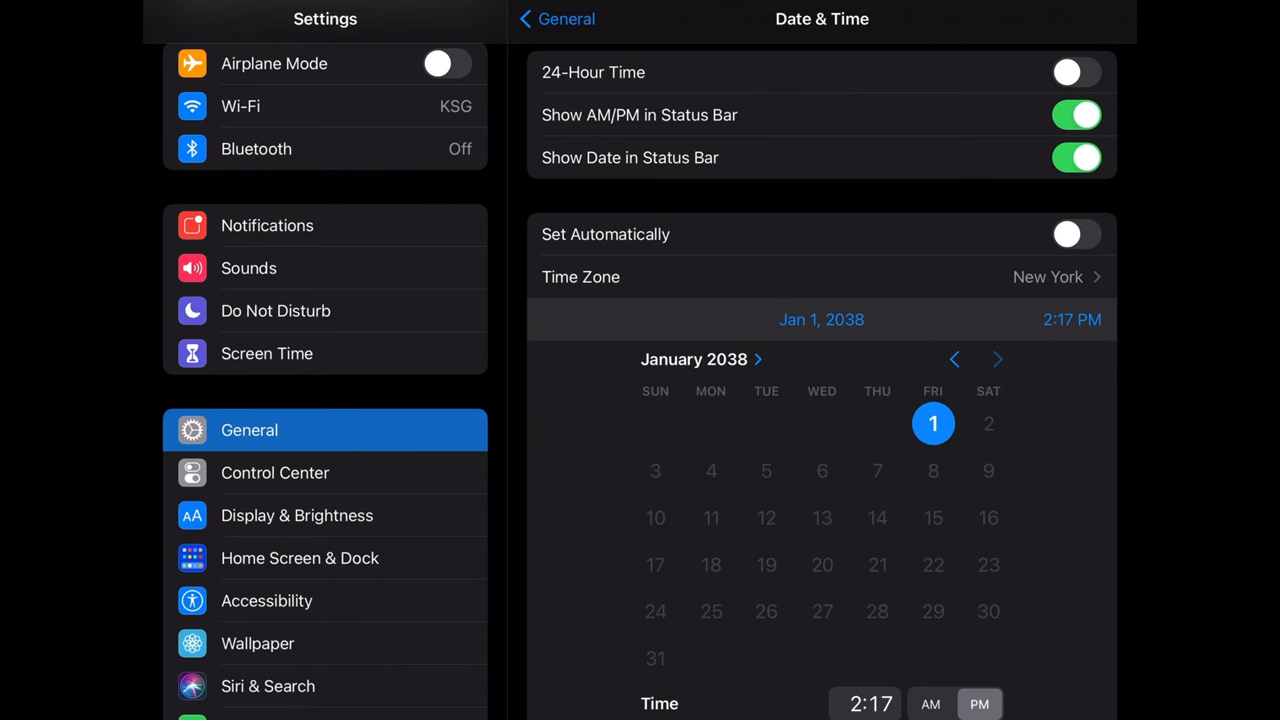 Settings
Airplane Mode
Wi-Fi KSG
Bluetooth Off
Notifications
Sounds
Do Not Disturb
Screen Time
General
Control Center
AA Display & Brightness
Home Screen & Dock
Accessibility
Wallpaper
Siri & Search
General Date & Time
24-Hour Time
Show AM/PM in Status Bar
Show Date in Status Bar
Set Automatically
Time Zone New York
Jan 1, 2038 2:17 PM
January 2038
SUN MON TUE WED THU FRI SAT
1 2
3 4 5 6 7 8 9
10 11 12 13 14 15 16
17 18 19 20 21 22 23
24 25 26 27 28 29 30
31
Time 2:17 AM PM